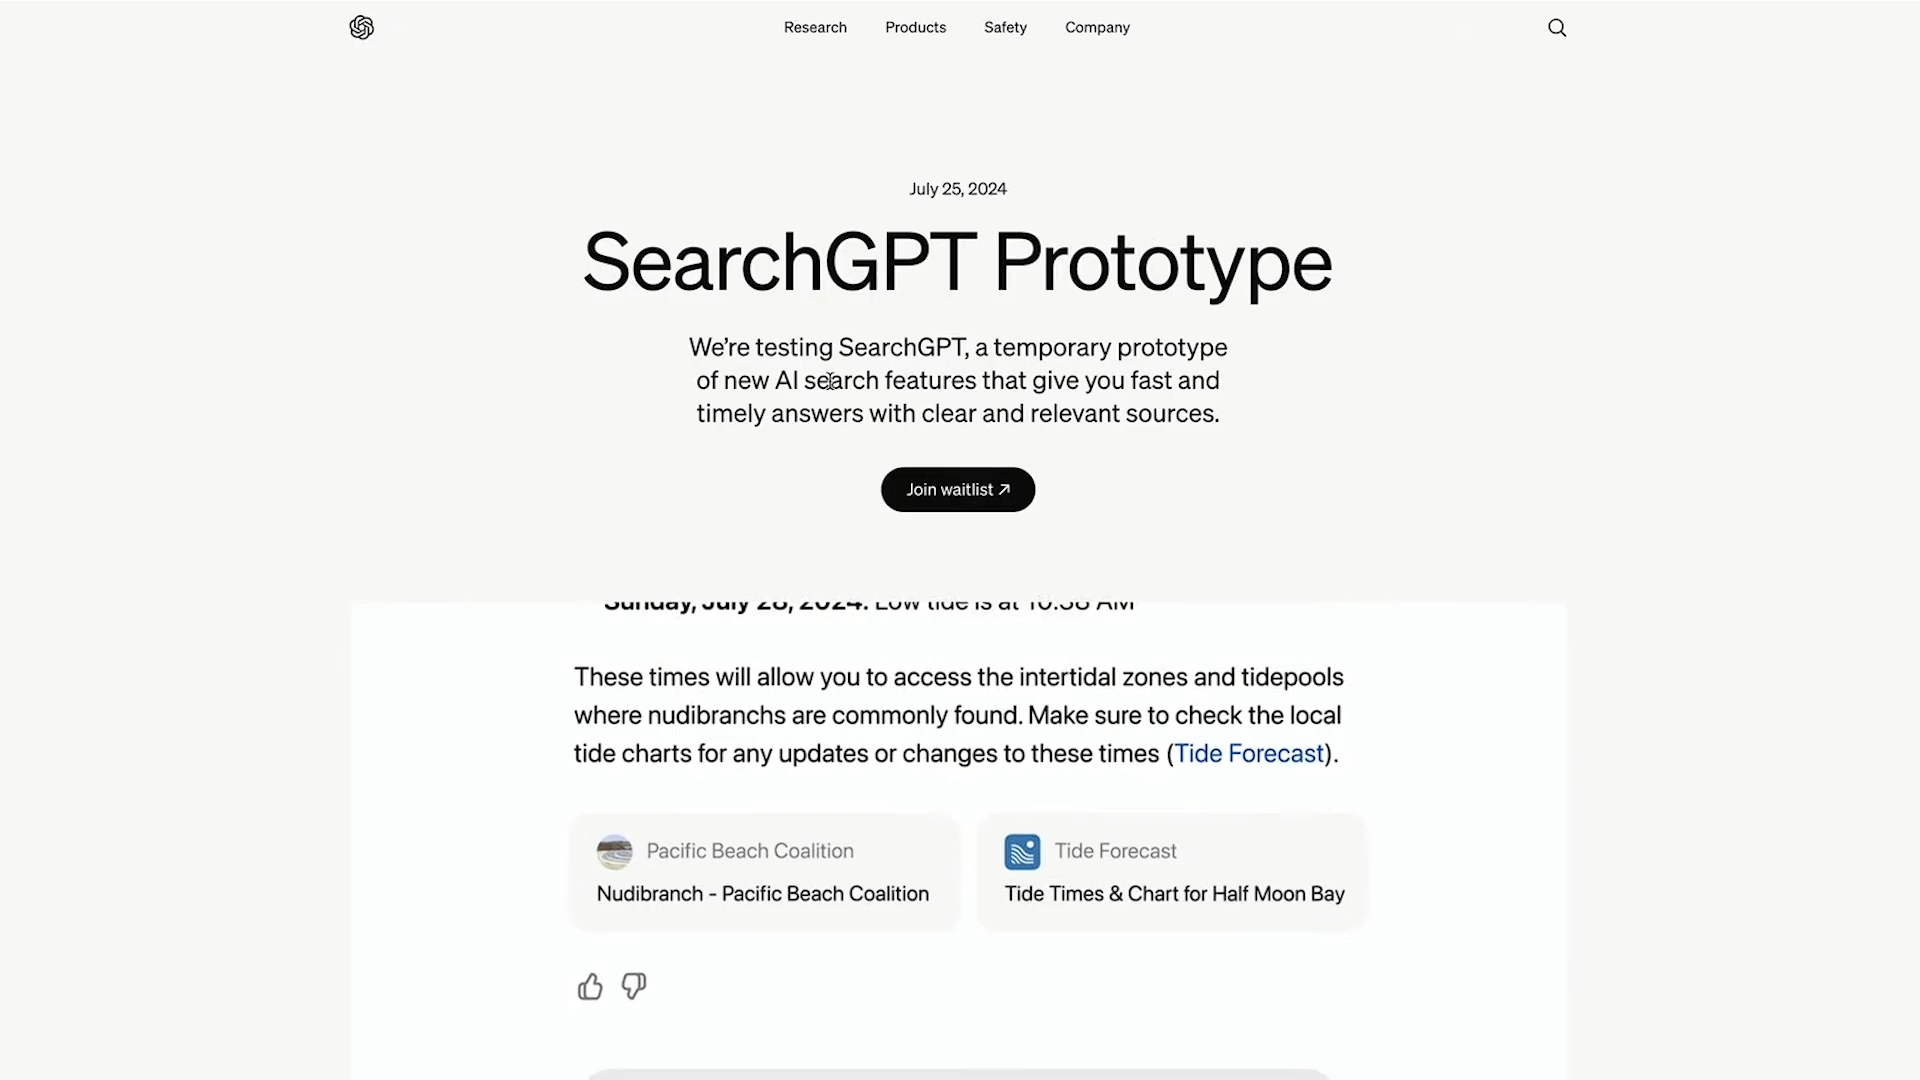 Research Products Safety Company
July 25, 2024
SearchGPT Prototype
We’re testing SearchGPT, a temporary prototype
of new AI search features that give you fast and
timely answers with clear and relevant sources.
Join waitlist ↗
Sunday, July 28, 2024: Low tide is at 10:38 AM
These times will allow you to access the intertidal zones and tidepools
where nudibranchs are commonly found. Make sure to check the local
tide charts for any updates or changes to these times (Tide Forecast).
Pacific Beach Coalition
Nudibranch - Pacific Beach Coalition
Tide Forecast
Tide Times & Chart for Half Moon Bay